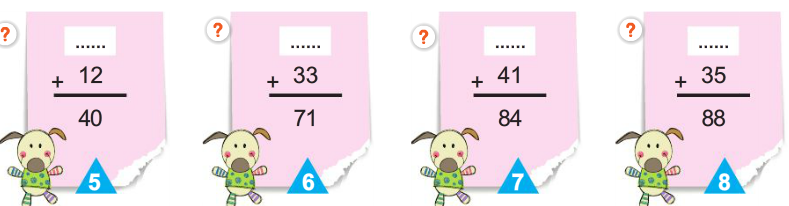 ? ? ? ?
...... ...... ...... ......
+ 12 + 33 + 41 + 35
40 71 84 88
5 6 7 8